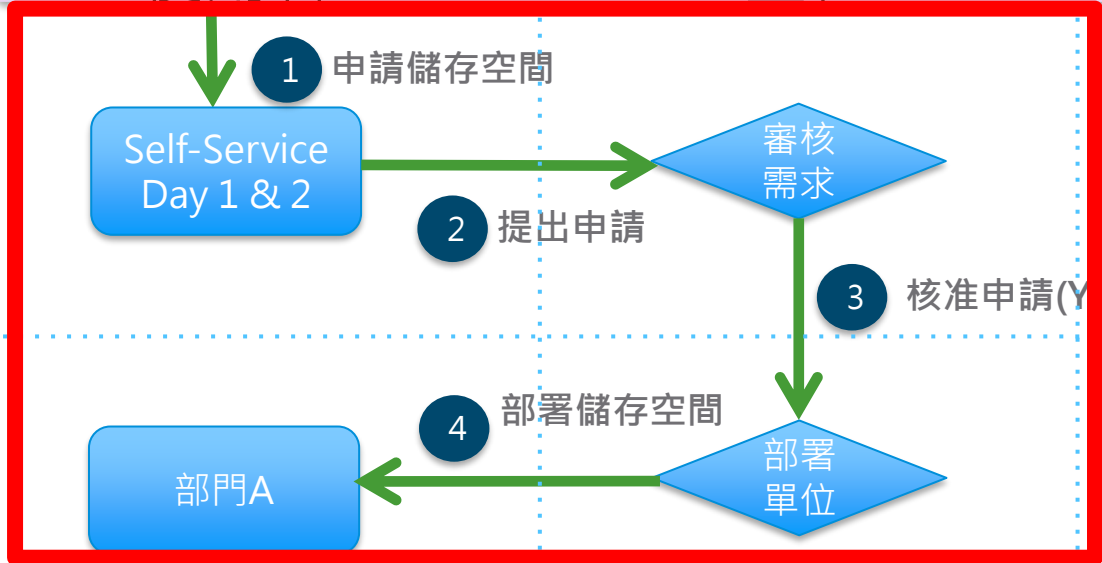 1 申請儲存空間
Self-Service
Day 1 & 2
審核
需求
2 提出申請
3 核准申請(Y
4 部署儲存空間
部門A
部署
單位